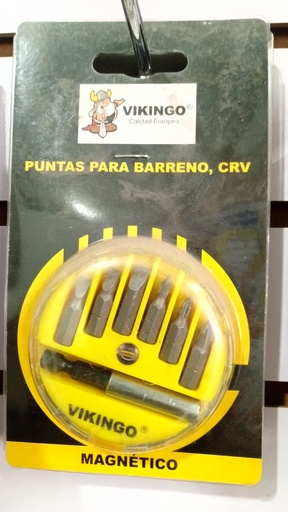 VIKINGO®
Calidad Europea
PUNTAS PARA BARRENO, CRV
VIKINGO®
MAGNÉTICO